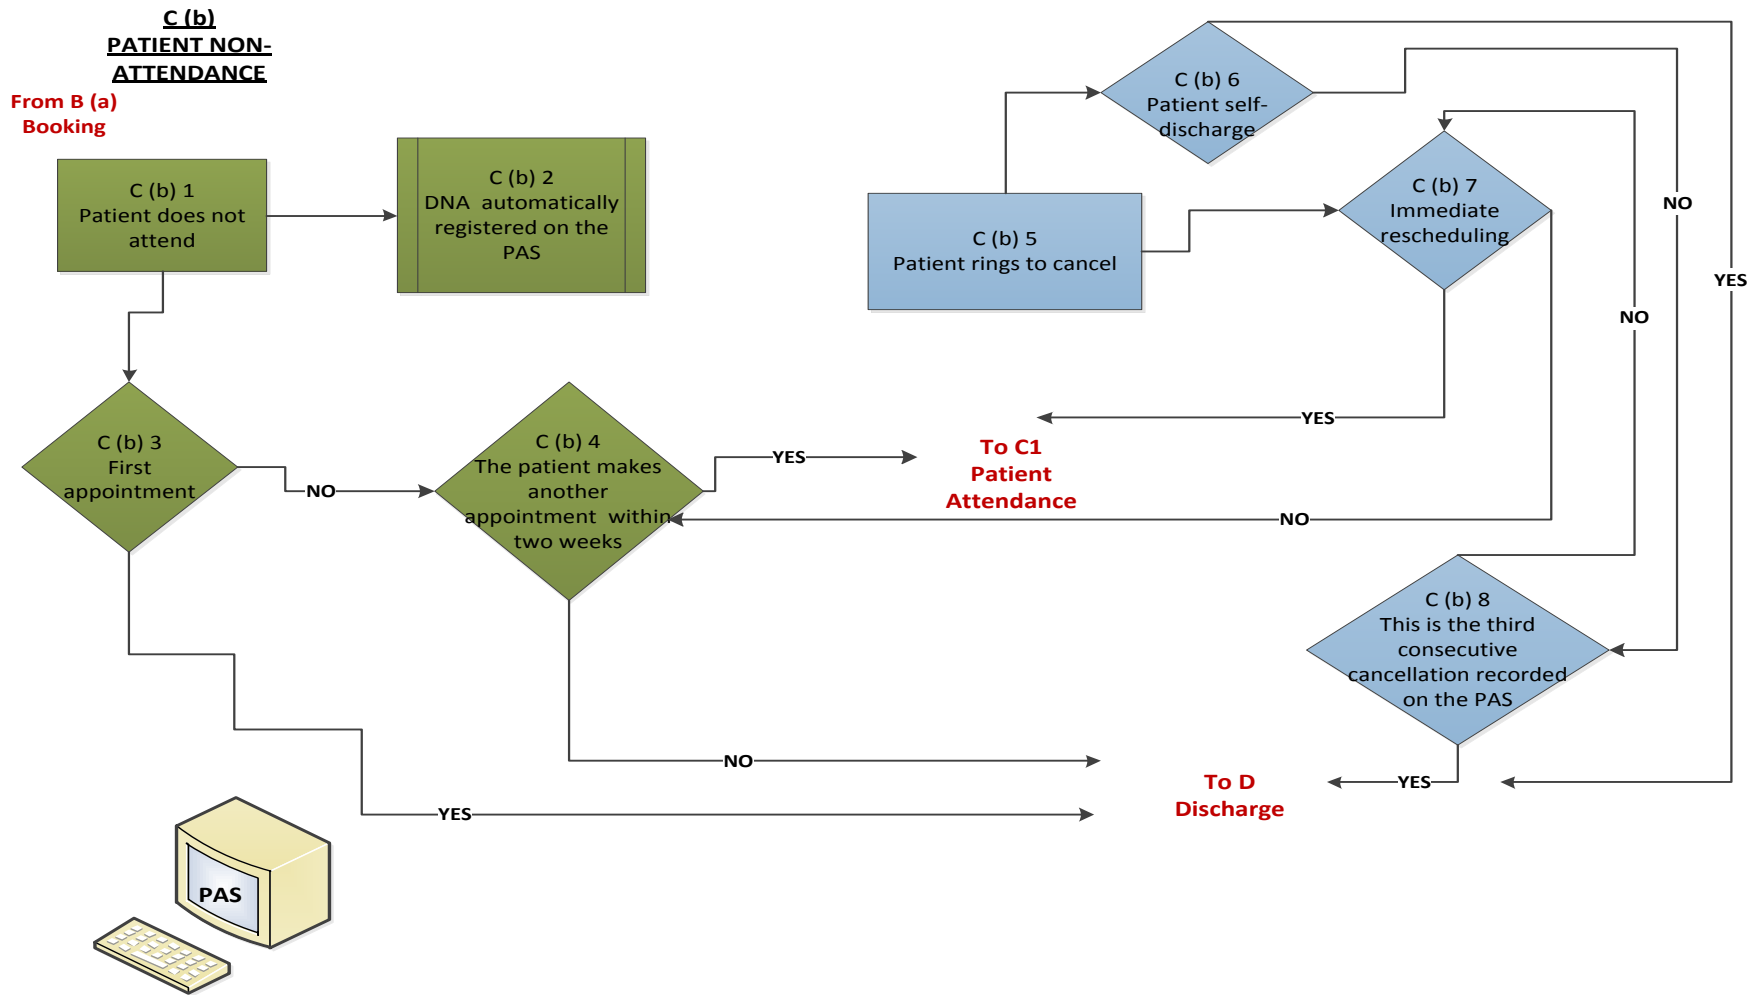 C (b)
PATIENT NON-
ATTENDANCE
From B (a)
Booking
C (b) 1
Patient does not
attend
C (b) 2
DNA  automatically
registered on the
PAS
C (b) 3
First
appointment
NO
C (b) 4
The patient makes
another
appointment  within
two weeks
YES
NO
YES
C (b) 5
Patient rings to cancel
C (b) 6
Patient self-
discharge
C (b) 7
Immediate
rescheduling
NO
YES
NO
YES
To C1
Patient
Attendance
NO
C (b) 8
This is the third
consecutive
cancellation recorded
on the PAS
YES
To D
Discharge
PAS